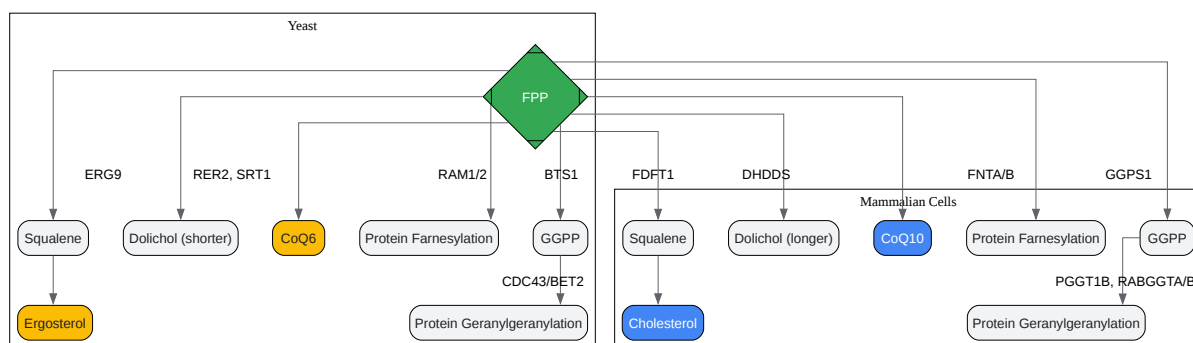 Yeast
FPP
ERG9
RER2, SRT1
RAM1/2
BTS1
FDFT1
DHDDS
FNTA/B
GGPS1
Mammalian Cells
Squalene
Dolichol (shorter)
CoQ6
Protein Farnesylation
GGPP
Squalene
Dolichol (longer)
CoQ10
Protein Farnesylation
GGPP
CDC43/BET2
PGGT1B, RABGGTA/B
Ergosterol
Protein Geranylgeranylation
Cholesterol
Protein Geranylgeranylation